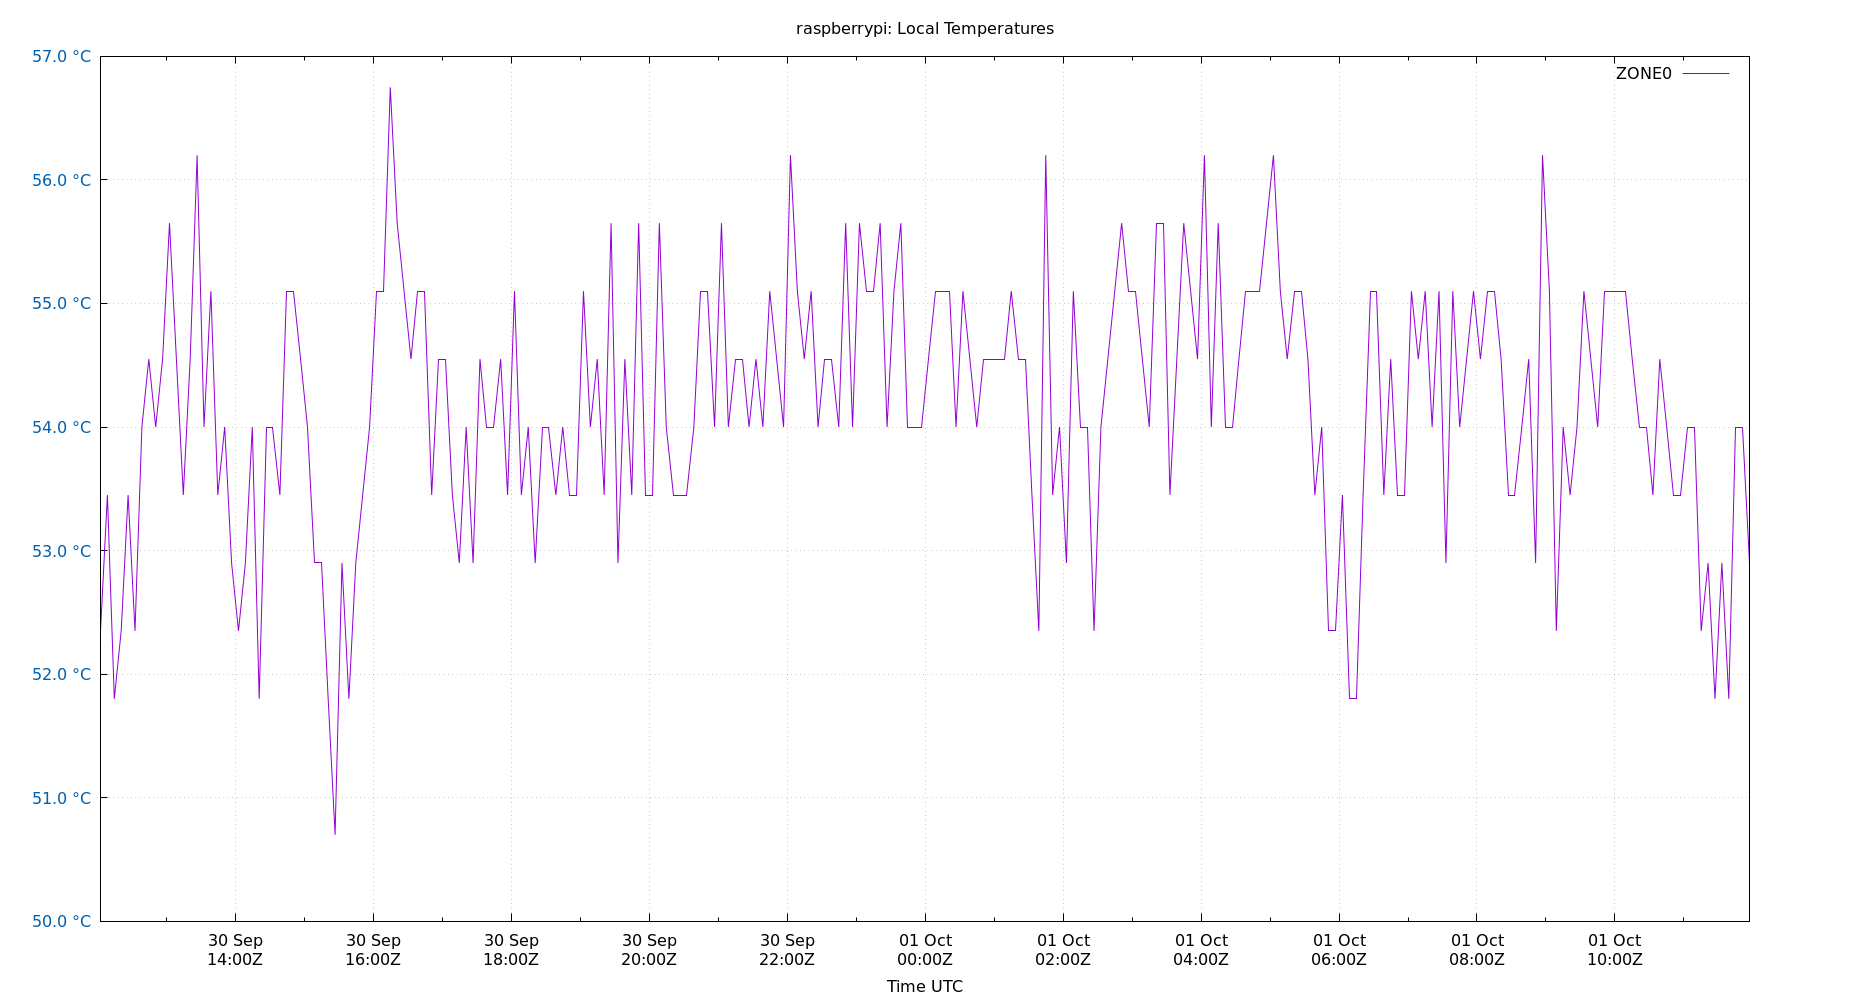 raspberrypi: Local Temperatures
57.0 °C
ZONE0
56.0 °C
55.0 °C
54.0 °C
53.0 °C
52.0 °C
51.0 °C
50.0 °C
30 Sep 30 Sep 30 Sep 30 Sep 30 Sep 01 Oct 01 Oct 01 Oct 01 Oct 01 Oct 01 Oct
14:00Z 16:00Z 18:00Z 20:00Z 22:00Z 00:00Z 02:00Z 04:00Z 06:00Z 08:00Z 10:00Z
Time UTC